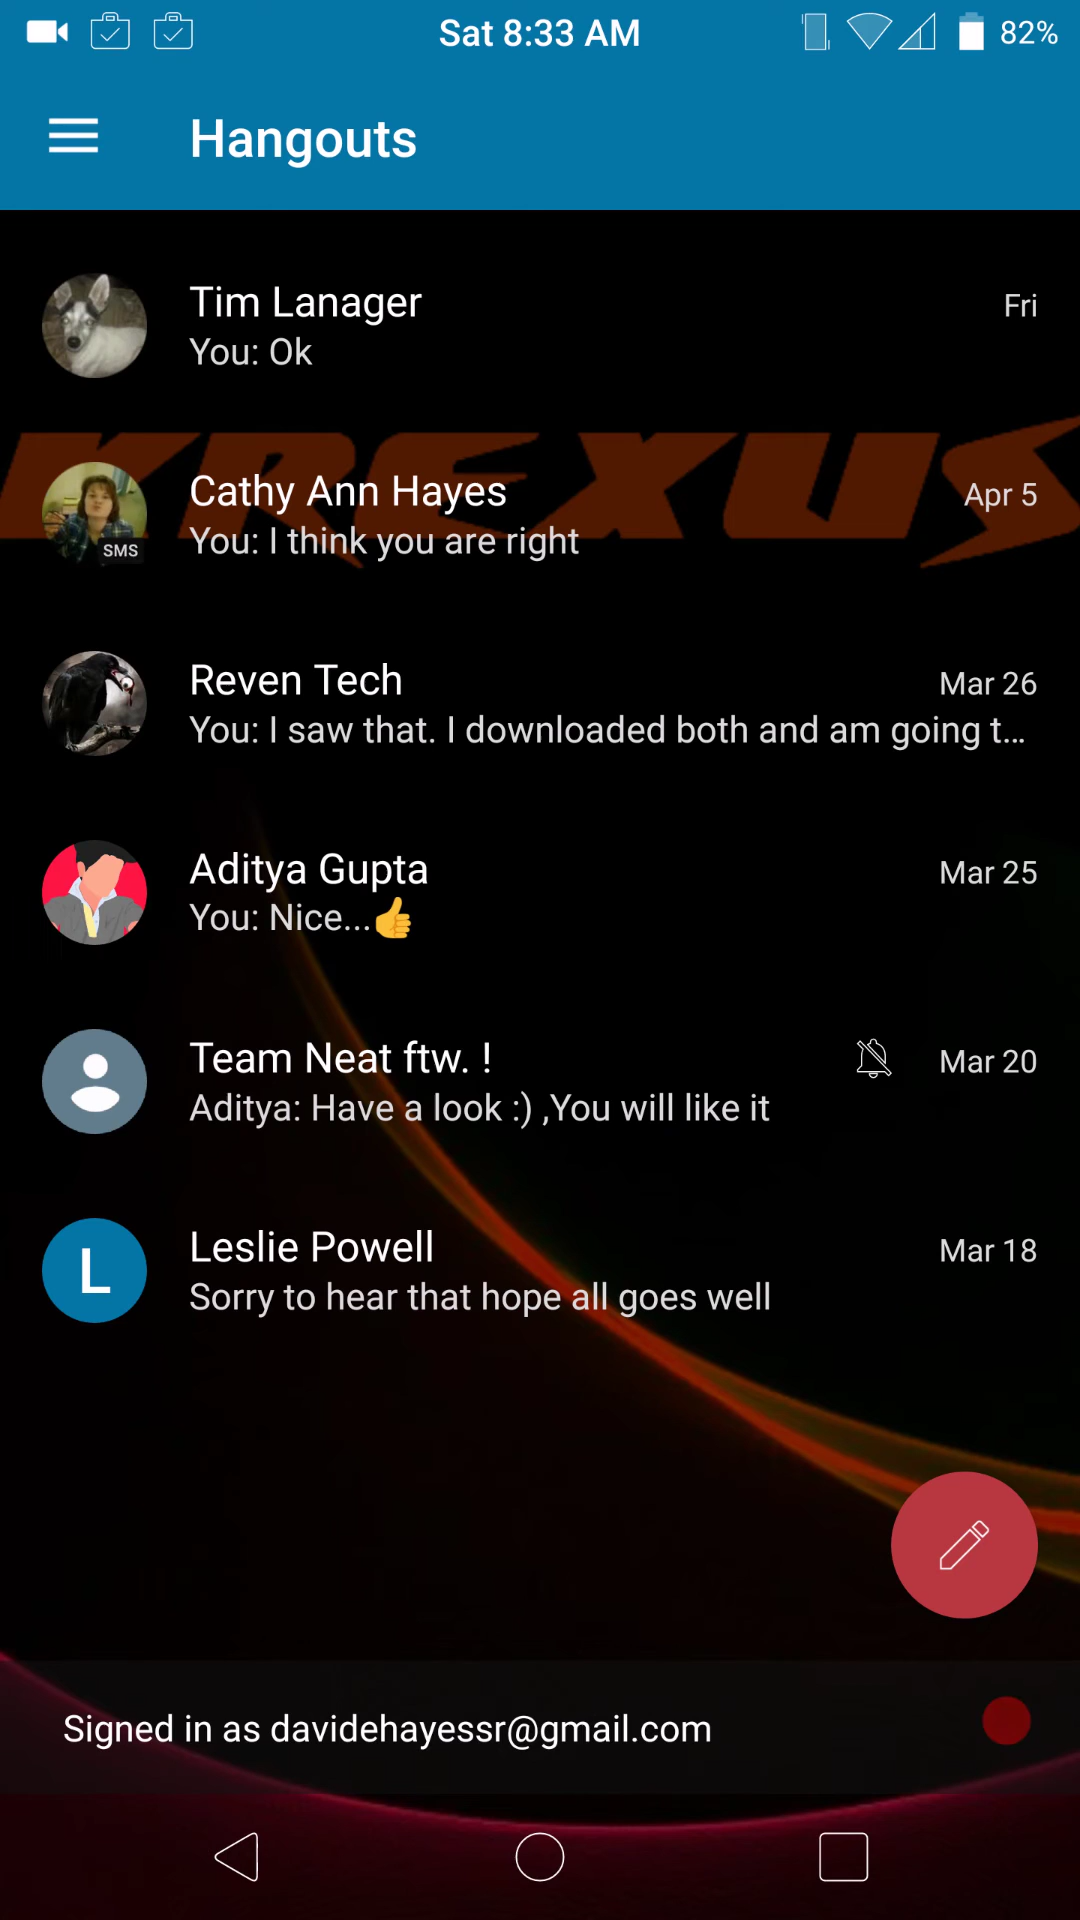 Sat 8:33 AM
82%
Hangouts
Tim Lanager
Fri
You: Ok
KREXUS
Cathy Ann Hayes
Apr 5
SMS
You: I think you are right
Reven Tech
Mar 26
You: I saw that. I downloaded both and am going t...
Aditya Gupta
Mar 25
You: Nice...👍
Team Neat ftw. !
Mar 20
Aditya: Have a look :) ,You will like it
L
Leslie Powell
Mar 18
Sorry to hear that hope all goes well
Signed in as davidehayessr@gmail.com